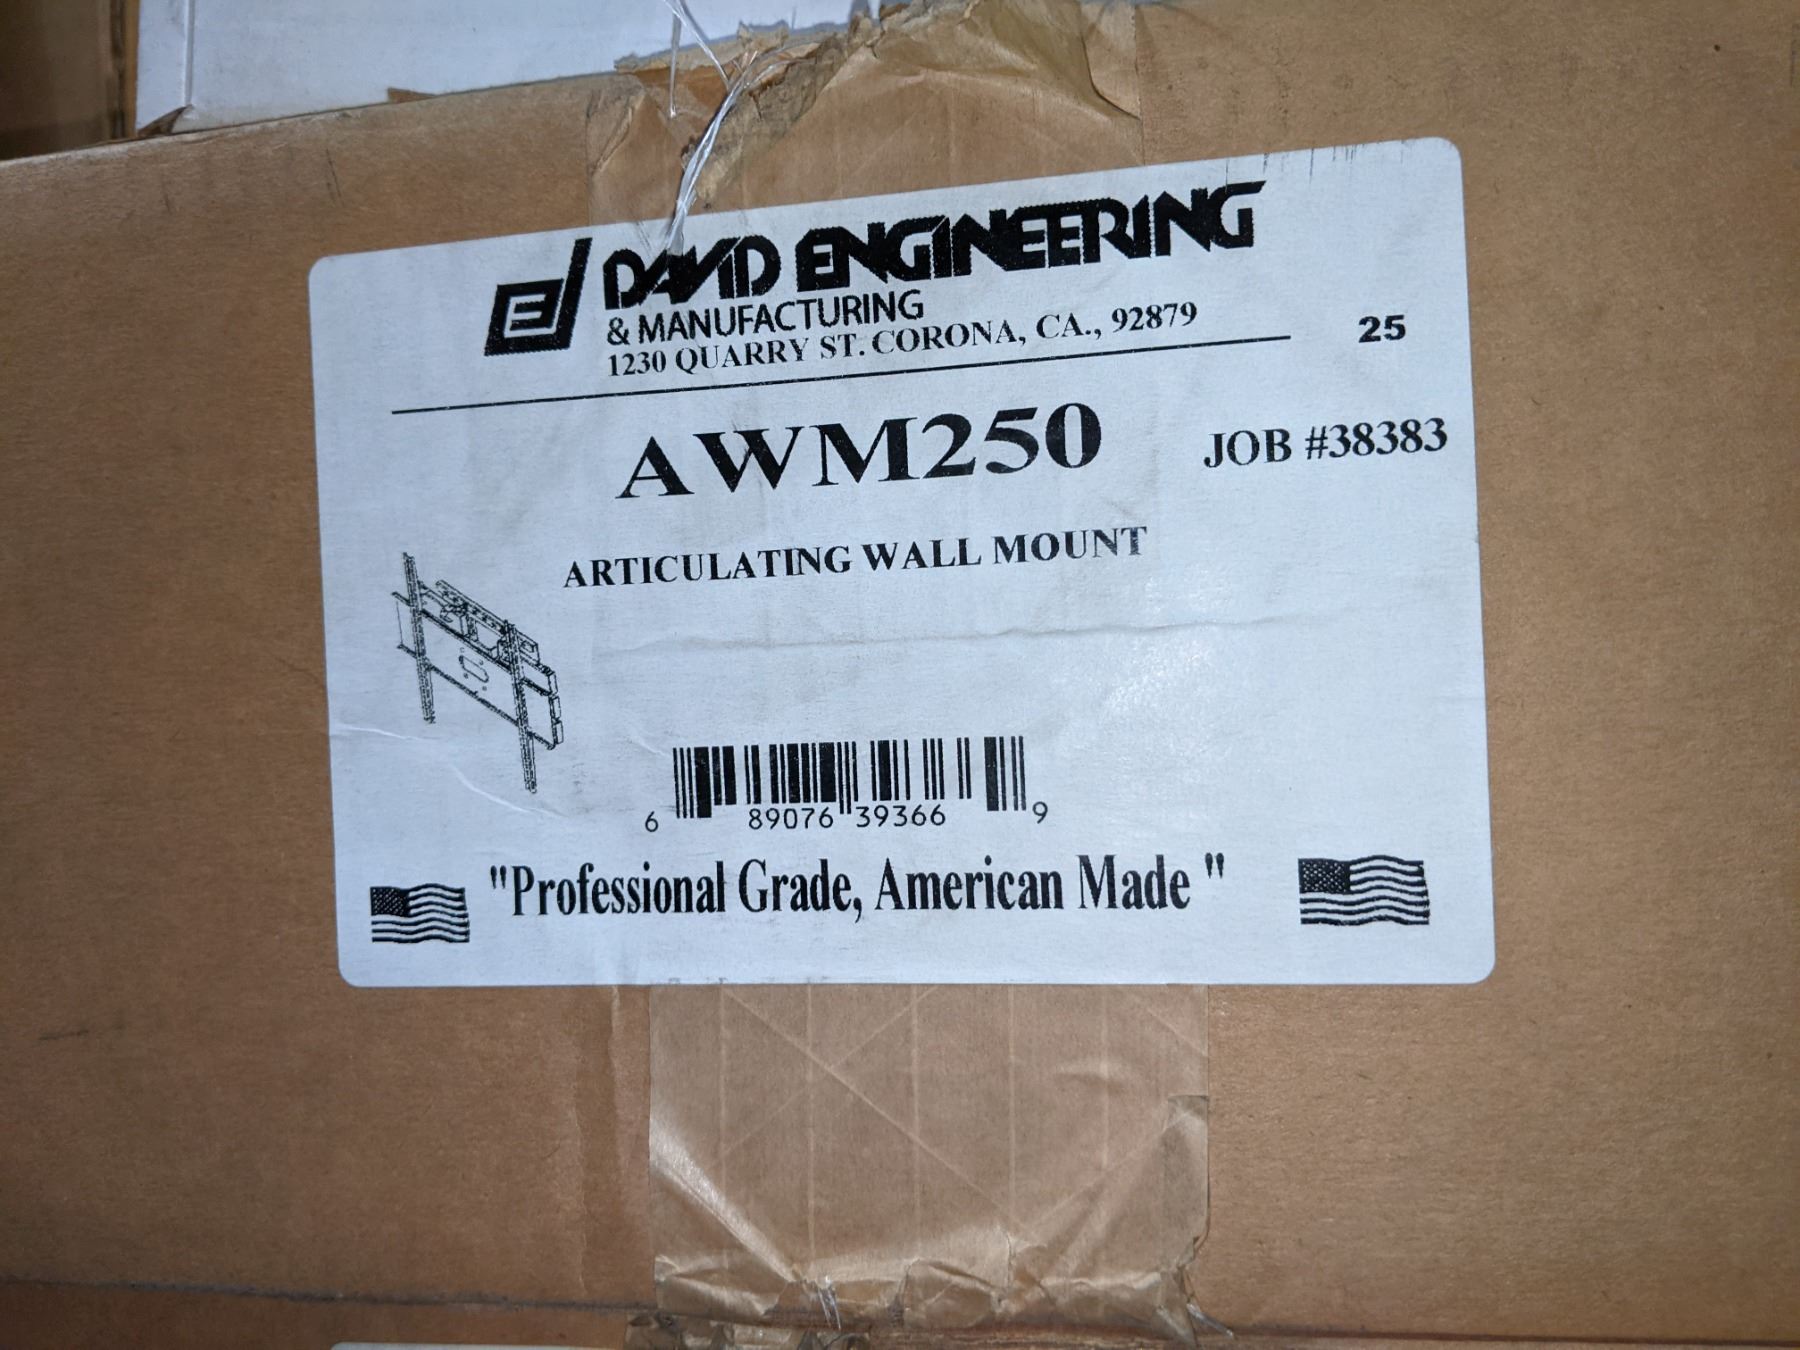 DAVID ENGINEERING
& MANUFACTURING
1230 QUARRY ST. CORONA, CA., 92879
25
AWM250
JOB #38383
ARTICULATING WALL MOUNT
6 89076 39366 9
"Professional Grade, American Made "